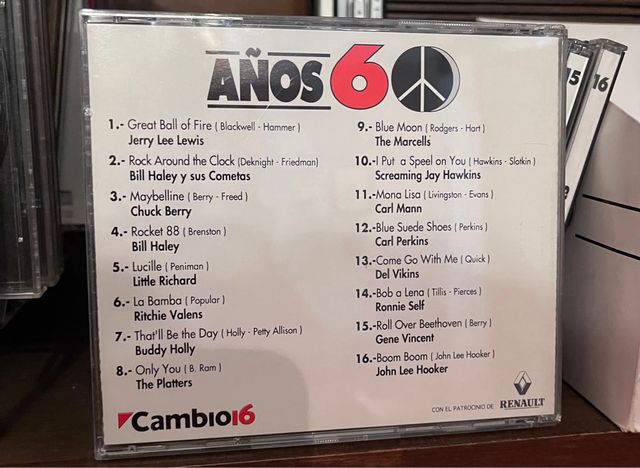 AÑOS 60
1.- Great Ball of Fire ( Blackwell - Hammer )
Jerry Lee Lewis
2.- Rock Around the Clock (Deknight - Friedman)
Bill Haley y sus Cometas
3.- Maybelline ( Berry - Freed )
Chuck Berry
4.- Rocket 88 ( Brenston )
Bill Haley
5.- Lucille ( Peniman )
Little Richard
6.- La Bamba ( Popular )
Ritchie Valens
7.- That'll Be the Day ( Holly - Petty Allison )
Buddy Holly
8.- Only You ( B. Ram )
The Platters
9.- Blue Moon ( Rodgers - Hart )
The Marcells
10.-I Put a Speel on You ( Hawkins - Slotkin )
Screaming Jay Hawkins
11.-Mona Lisa ( Livingston - Evans )
Carl Mann
12.-Blue Suede Shoes ( Perkins )
Carl Perkins
13.-Come Go With Me ( Quick )
Del Vikins
14.-Bob a Lena ( Tillis - Pierces )
Ronnie Self
15.-Roll Over Beethoven ( Berry )
Gene Vincent
16.-Boom Boom ( John Lee Hooker )
John Lee Hooker
Cambio16
CON EL PATROCINIO DE RENAULT
15
16